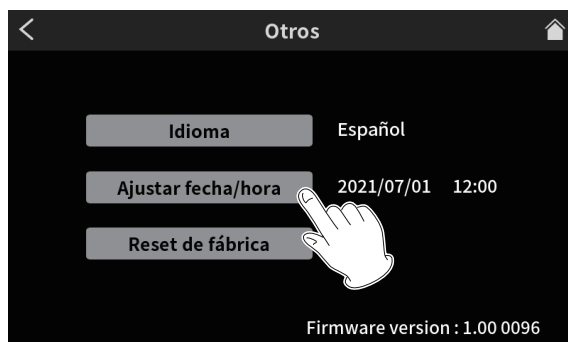 Otros
Idioma Español
Ajustar fecha/hora 2021/07/01 12:00
Reset de fábrica
Firmware version : 1.00 0096